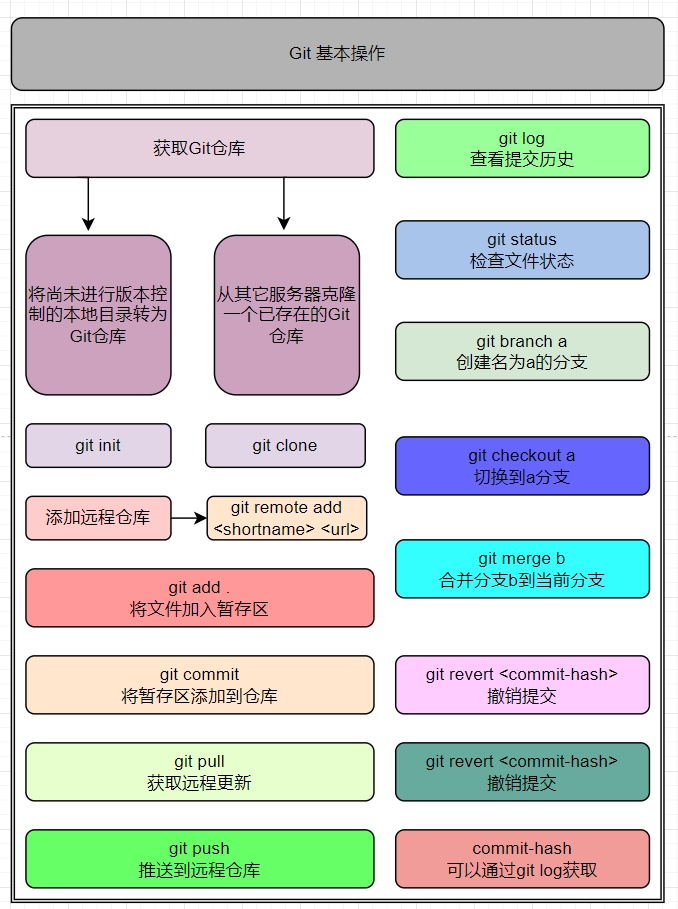 Git 基本操作
获取Git仓库
将尚未进行版本控
制的本地目录转为
Git仓库
从其它服务器克隆
一个已存在的Git
仓库
git init
git clone
添加远程仓库
git remote add
<shortname> <url>
git add .
将文件加入暂存区
git commit
将暂存区添加到仓库
git pull
获取远程更新
git push
推送到远程仓库
git log
查看提交历史
git status
检查文件状态
git branch a
创建名为a的分支
git checkout a
切换到a分支
git merge b
合并分支b到当前分支
git revert <commit-hash>
撤销提交
git revert <commit-hash>
撤销提交
commit-hash
可以通过git log获取